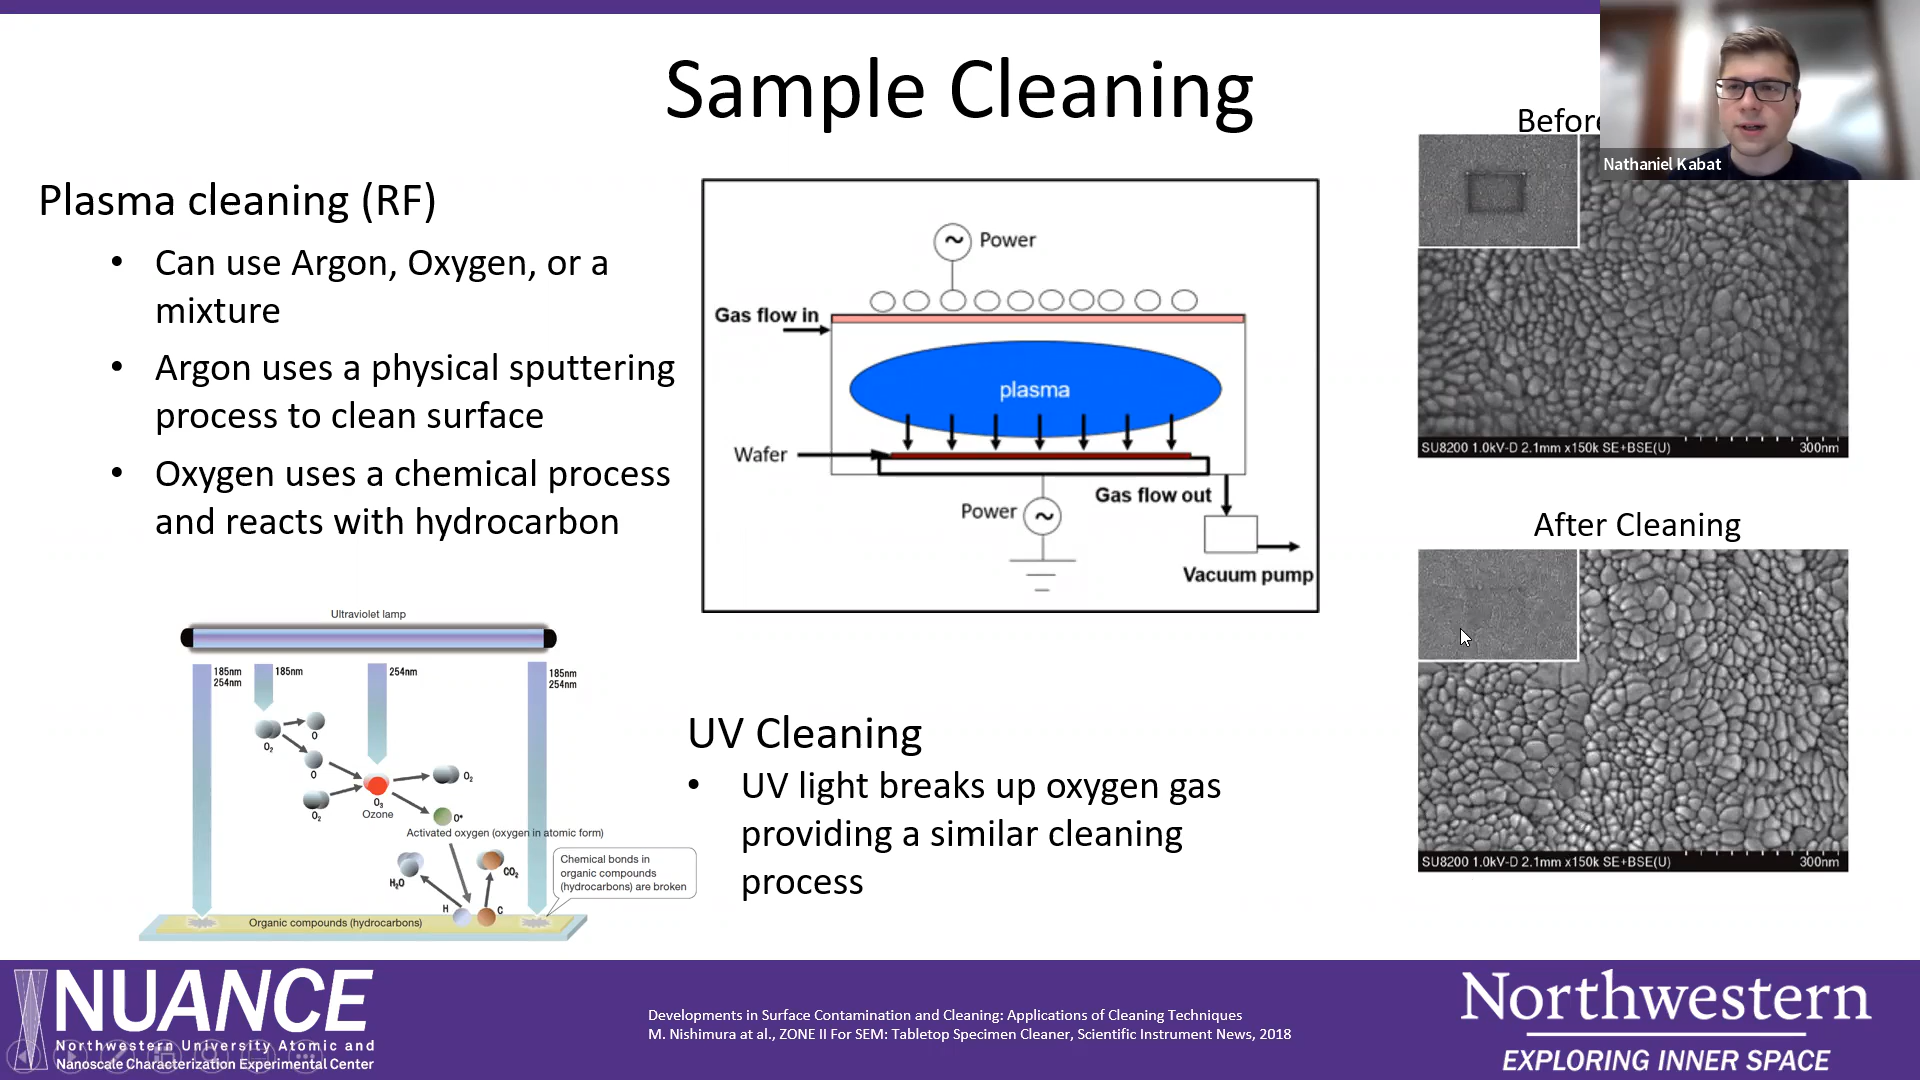 Sample Cleaning
Nathaniel Kabat
Plasma cleaning (RF)
• Can use Argon, Oxygen, or a
mixture
• Argon uses a physical sputtering
process to clean surface
• Oxygen uses a chemical process
and reacts with hydrocarbon
Power
Gas flow in
plasma
Wafer
Power
Gas flow out
Vacuum pump
SU8200 1.0kV-D 2.1mm x150k SE+BSE(U) 300nm
After Cleaning
SU8200 1.0kV-D 2.1mm x150k SE+BSE(U) 300nm
Ultraviolet lamp
185nm
254nm
185nm
254nm
185nm
254nm
O₂
O
O
O₂
O₃
Ozone
O₂
O*
Activated oxygen (oxygen in atomic form)
H₂O
CO₂
H
C
Chemical bonds in
organic compounds
(hydrocarbons) are broken
Organic compounds (hydrocarbons)
UV Cleaning
• UV light breaks up oxygen gas
providing a similar cleaning
process
NUANCE
Northwestern University Atomic and
Nanoscale Characterization Experimental Center
Developments in Surface Contamination and Cleaning: Applications of Cleaning Techniques
M. Nishimura at al., ZONE II For SEM: Tabletop Specimen Cleaner, Scientific Instrument News, 2018
Northwestern
EXPLORING INNER SPACE